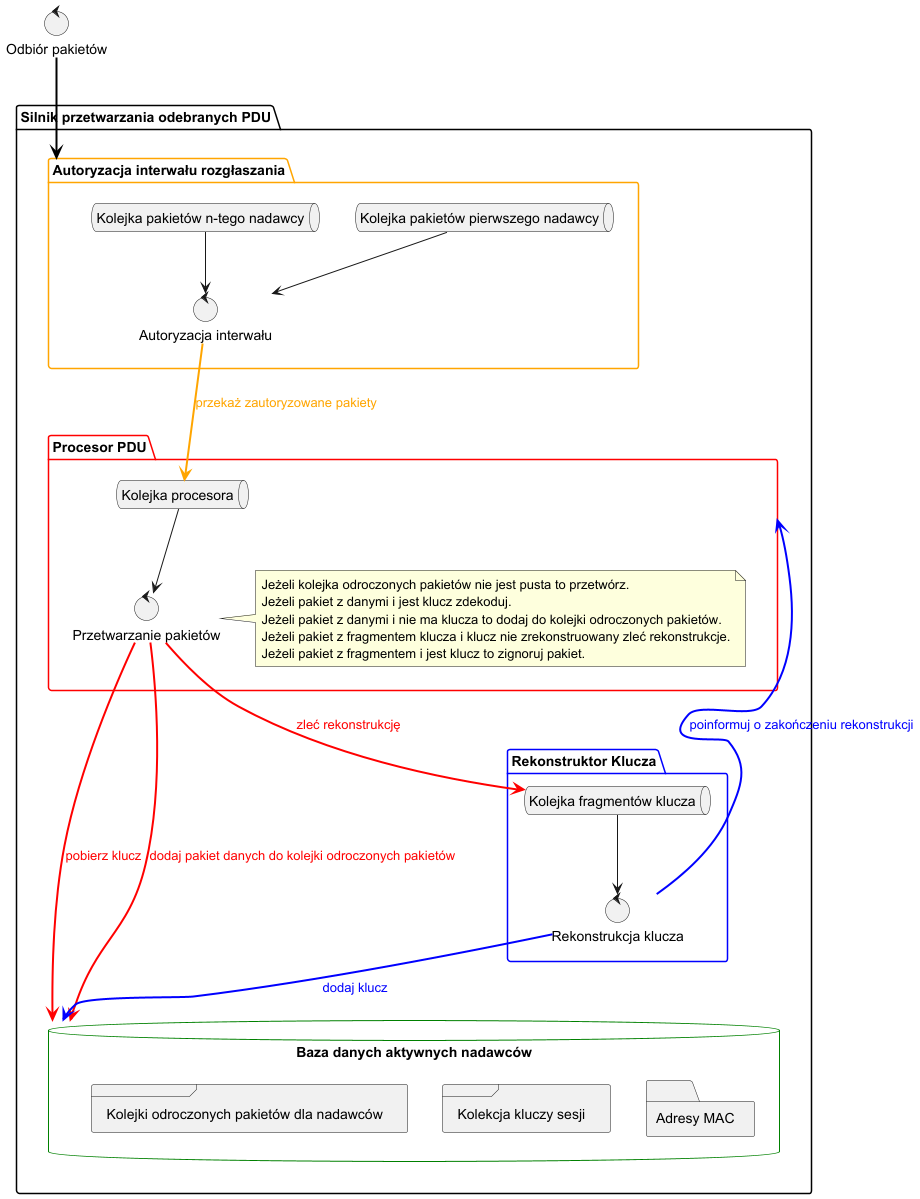 Odbiór pakietów
Silnik przetwarzania odebranych PDU
Autoryzacja interwału rozgłaszania
Kolejka pakietów n-tego nadawcy
Kolejka pakietów pierwszego nadawcy
Autoryzacja interwału
przekaż zautoryzowane pakiety
Procesor PDU
Kolejka procesora
Jeżeli kolejka odroczonych pakietów nie jest pusta to przetwórz.
Jeżeli pakiet z danymi i jest klucz zdekoduj.
Jeżeli pakiet z danymi i nie ma klucza to dodaj do kolejki odroczonych pakietów.
Jeżeli pakiet z fragmentem klucza i klucz nie zrekonstruowany zleć rekonstrukcje.
Jeżeli pakiet z fragmentem i jest klucz to zignoruj pakiet.
Przetwarzanie pakietów
zleć rekonstrukcję
poinformuj o zakończeniu rekonstrukcji
Rekonstruktor Klucza
Kolejka fragmentów klucza
pobierz klucz
dodaj pakiet danych do kolejki odroczonych pakietów
Rekonstrukcja klucza
dodaj klucz
Baza danych aktywnych nadawców
Kolejki odroczonych pakietów dla nadawców
Kolekcja kluczy sesji
Adresy MAC